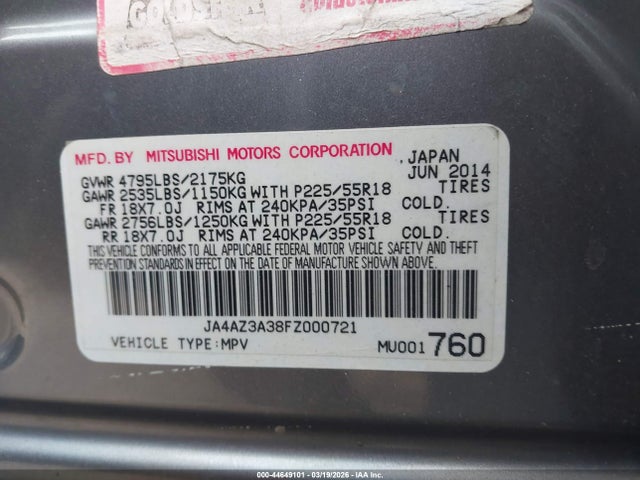 GOLDSTAR
MFD. BY MITSUBISHI MOTORS CORPORATION , JAPAN
GVWR 4795LBS/2175KG JUN 2014
GAWR 2535LBS/1150KG WITH P225/55R18 TIRES
FR 18X7.0J RIMS AT 240KPA/35PSI COLD.
GAWR 2756LBS/1250KG WITH P225/55R18 TIRES
RR 18X7.0J RIMS AT 240KPA/35PSI COLD.
THIS VEHICLE CONFORMS TO ALL APPLICABLE FEDERAL MOTOR VEHICLE SAFETY AND THEFT
PREVENTION STANDARDS IN EFFECT ON THE DATE OF MANUFACTURE SHOWN ABOVE.
JA4AZ3A38FZ000721
VEHICLE TYPE:MPV MU001760
000-44649101 - 03/19/2026 - IAA Inc.